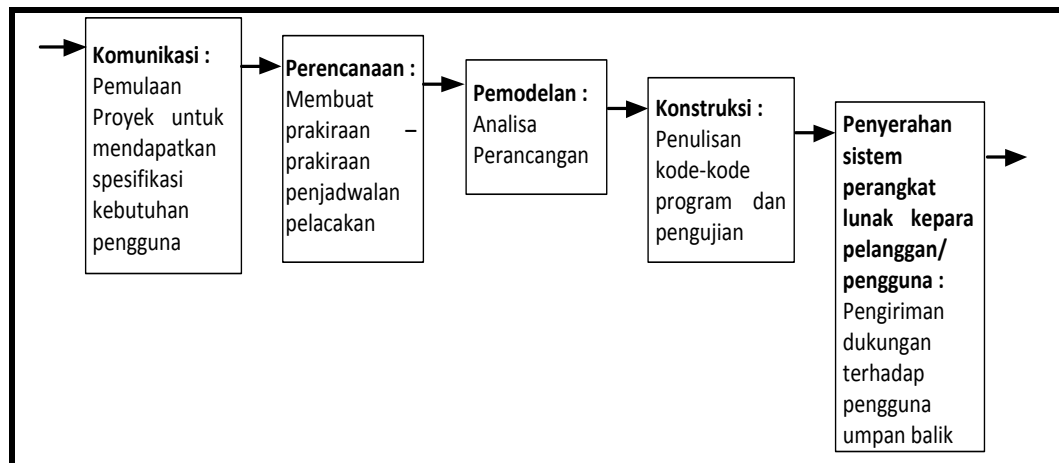 Komunikasi :
Pemulaan
Proyek untuk
mendapatkan
spesifikasi
kebutuhan
pengguna
Perencanaan :
Membuat
prakiraan –
prakiraan
penjadwalan
pelacakan
Pemodelan :
Analisa
Perancangan
Konstruksi :
Penulisan
kode-kode
program dan
pengujian
Penyerahan
sistem
perangkat
lunak kepara
pelanggan/
pengguna :
Pengiriman
dukungan
terhadap
pengguna
umpan balik